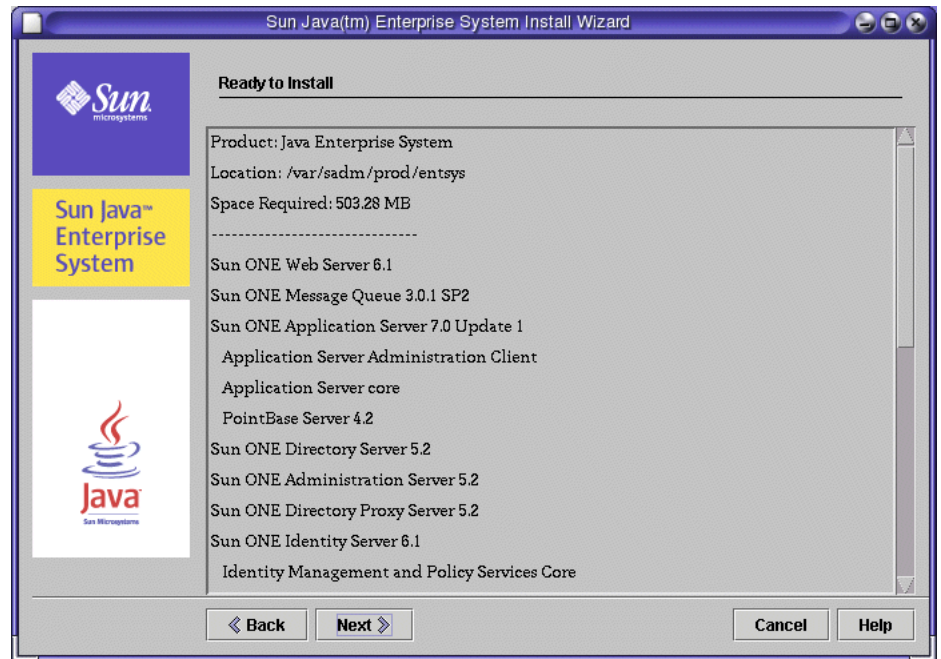 Sun Java(tm) Enterprise System Install Wizard
Sun.
microsystems
Sun Java™
Enterprise
System
Java
Sun Microsystems
Ready to Install
Product: Java Enterprise System
Location: /var/sadm/prod/entsys
Space Required: 503.28 MB
-----------------------------
Sun ONE Web Server 6.1
Sun ONE Message Queue 3.0.1 SP2
Sun ONE Application Server 7.0 Update 1
Application Server Administration Client
Application Server core
PointBase Server 4.2
Sun ONE Directory Server 5.2
Sun ONE Administration Server 5.2
Sun ONE Directory Proxy Server 5.2
Sun ONE Identity Server 6.1
Identity Management and Policy Services Core
Back
Next
Cancel
Help